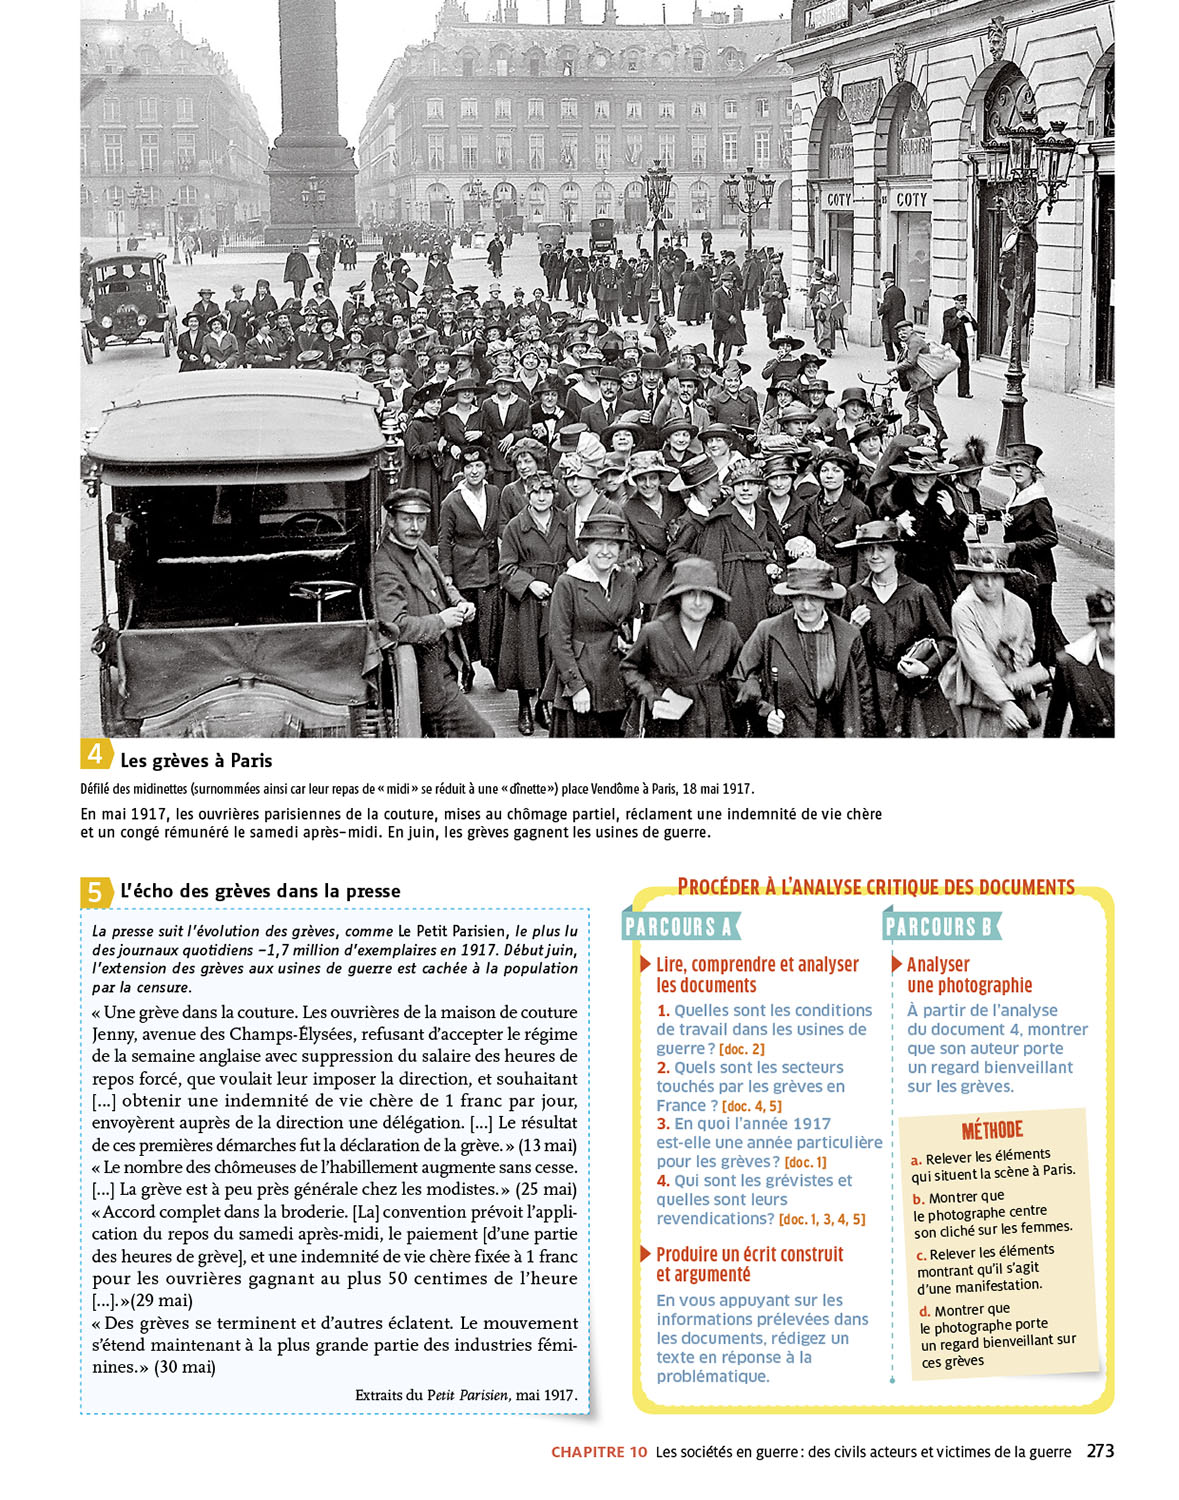 COTY
COTY
4 Les grèves à Paris
Défilé des midinettes (surnommées ainsi car leur repas de « midi » se réduit à une « dînette ») place Vendôme à Paris, 18 mai 1917.
En mai 1917, les ouvrières parisiennes de la couture, mises au chômage partiel, réclament une indemnité de vie chère
et un congé rémunéré le samedi après-midi. En juin, les grèves gagnent les usines de guerre.
5 L'écho des grèves dans la presse
La presse suit l'évolution des grèves, comme Le Petit Parisien, le plus lu
des journaux quotidiens –1,7 million d'exemplaires en 1917. Début juin,
l'extension des grèves aux usines de guerre est cachée à la population
par la censure.
« Une grève dans la couture. Les ouvrières de la maison de couture
Jenny, avenue des Champs-Élysées, refusant d'accepter le régime
de la semaine anglaise avec suppression du salaire des heures de
repos forcé, que voulait leur imposer la direction, et souhaitant
[...] obtenir une indemnité de vie chère de 1 franc par jour,
envoyèrent auprès de la direction une délégation. [...] Le résultat
de ces premières démarches fut la déclaration de la grève. » (13 mai)
« Le nombre des chômeuses de l'habillement augmente sans cesse.
[...] La grève est à peu près générale chez les modistes. » (25 mai)
« Accord complet dans la broderie. [La] convention prévoit l'appli-
cation du repos du samedi après-midi, le paiement [d'une partie
des heures de grève], et une indemnité de vie chère fixée à 1 franc
pour les ouvrières gagnant au plus 50 centimes de l'heure
[...]. »(29 mai)
« Des grèves se terminent et d'autres éclatent. Le mouvement
s'étend maintenant à la plus grande partie des industries fémi-
nines. » (30 mai)
Extraits du Petit Parisien, mai 1917.
PROCÉDER À L'ANALYSE CRITIQUE DES DOCUMENTS
PARCOURS A
Lire, comprendre et analyser
les documents
1. Quelles sont les conditions
de travail dans les usines de
guerre ? [doc. 2]
2. Quels sont les secteurs
touchés par les grèves en
France ? [doc. 4, 5]
3. En quoi l'année 1917
est-elle une année particulière
pour les grèves ? [doc. 1]
4. Qui sont les grévistes et
quelles sont leurs
revendications? [doc. 1, 3, 4, 5]
Produire un écrit construit
et argumenté
En vous appuyant sur les
informations prélevées dans
les documents, rédigez un
texte en réponse à la
problématique.
PARCOURS B
Analyser
une photographie
À partir de l'analyse
du document 4, montrer
que son auteur porte
un regard bienveillant
sur les grèves.
MÉTHODE
a. Relever les éléments
qui situent la scène à Paris.
b. Montrer que
le photographe centre
son cliché sur les femmes.
c. Relever les éléments
montrant qu'il s'agit
d'une manifestation.
d. Montrer que
le photographe porte
un regard bienveillant sur
ces grèves
CHAPITRE 10 Les sociétés en guerre : des civils acteurs et victimes de la guerre 273